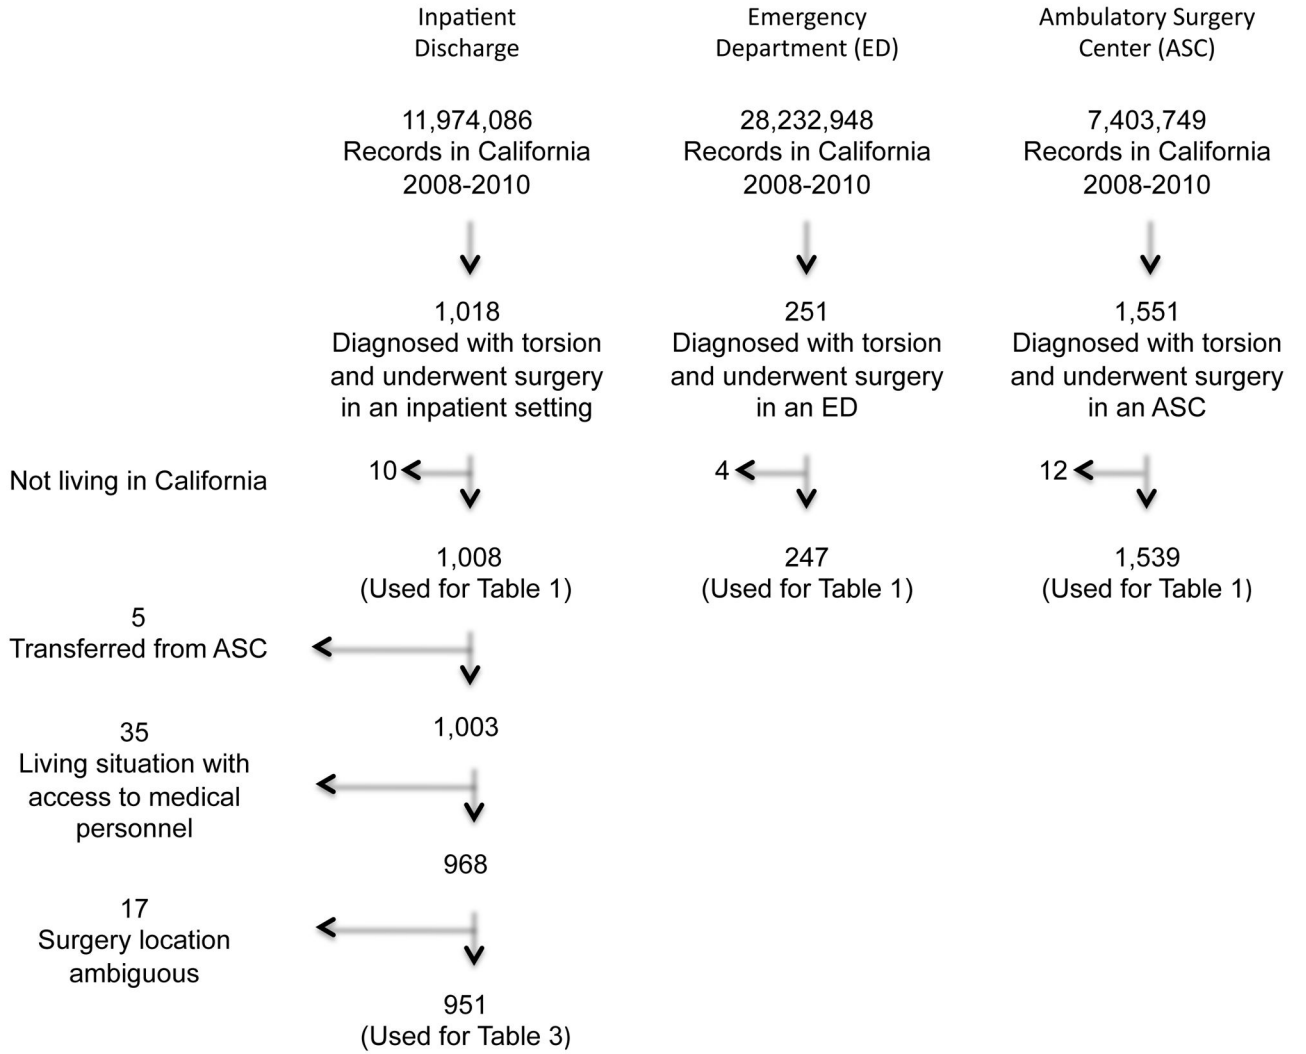 Inpatient
Discharge
Emergency
Department (ED)
Ambulatory Surgery
Center (ASC)
11,974,086
Records in California
2008-2010
28,232,948
Records in California
2008-2010
7,403,749
Records in California
2008-2010
1,018
Diagnosed with torsion
and underwent surgery
in an inpatient setting
251
Diagnosed with torsion
and underwent surgery
in an ED
1,551
Diagnosed with torsion
and underwent surgery
in an ASC
Not living in California
10
4
12
1,008
(Used for Table 1)
247
(Used for Table 1)
1,539
(Used for Table 1)
5
Transferred from ASC
1,003
35
Living situation with
access to medical
personnel
968
17
Surgery location
ambiguous
951
(Used for Table 3)